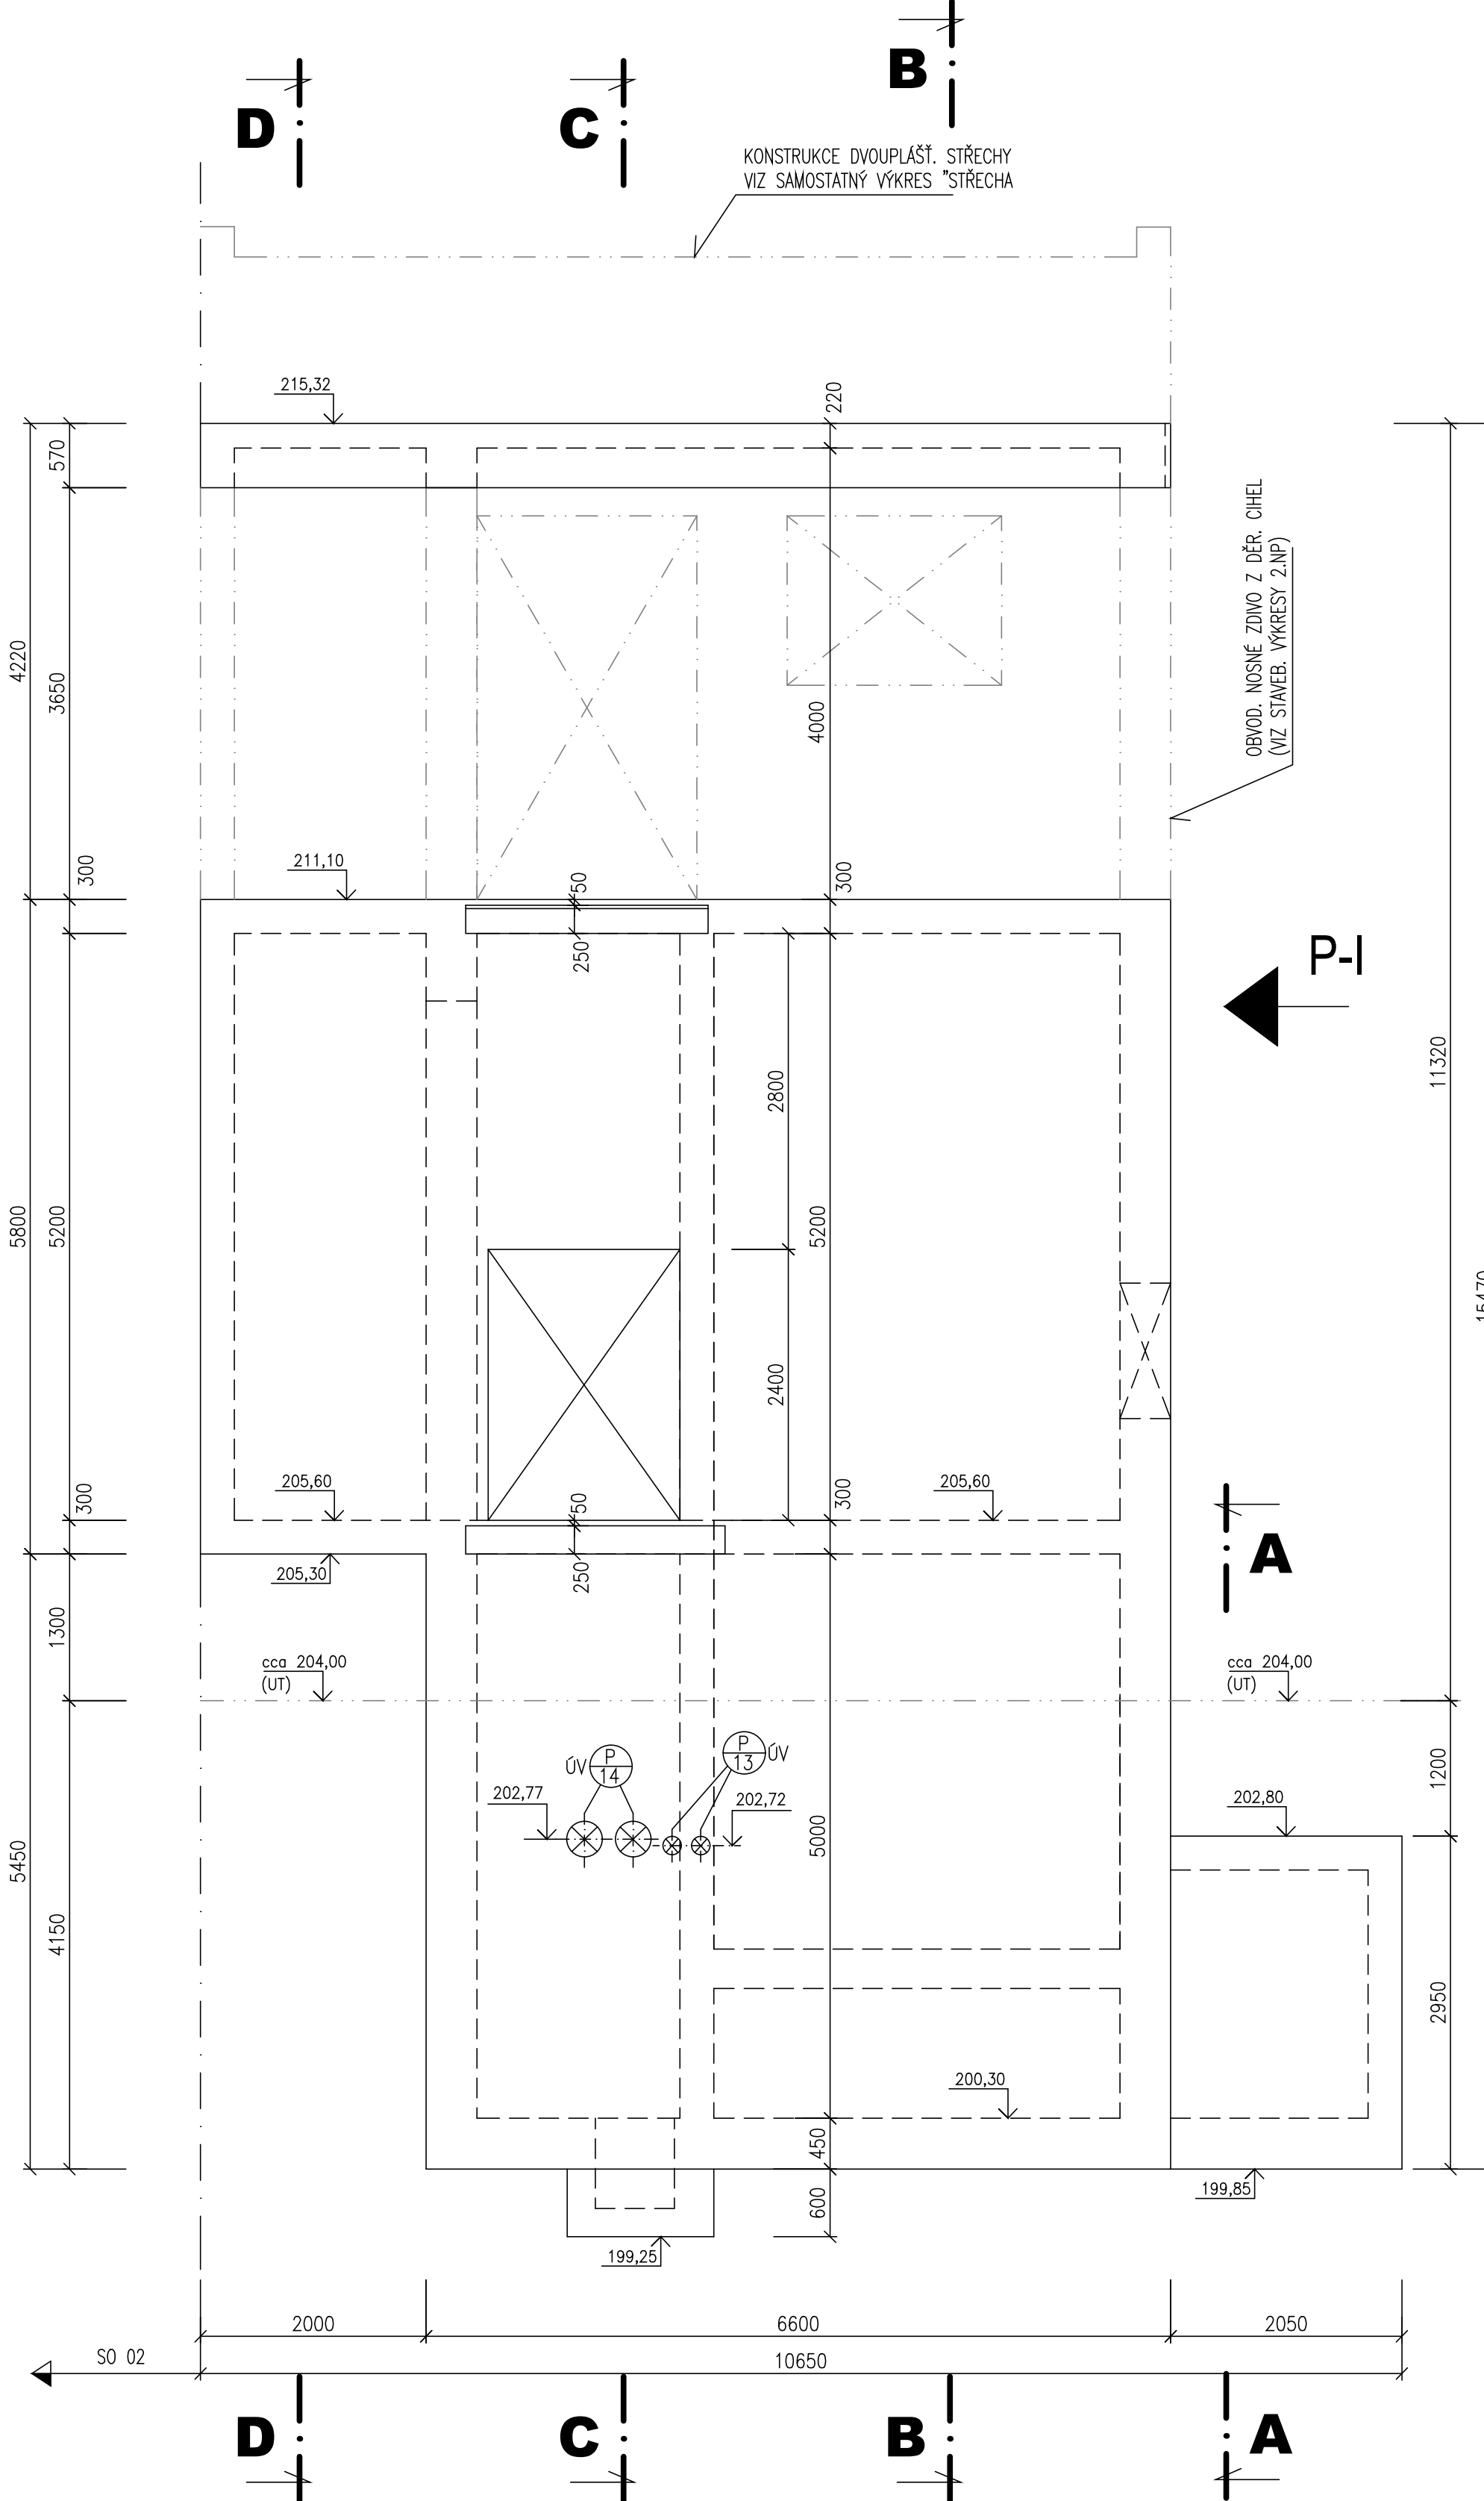 B
D
C
KONSTRUKCE DVOUPLÁŠŤ. STŘECHY
VIZ SAMOSTATNÝ VÝKRES "STŘECHA
215,32
220
570
OBVOD. NOSNÉ ZDIVO Z DĚR. CIHEL
(VIZ STAVEB. VÝKRESY 2.NP)
4220
3650
4000
211,10
300
50
300
250
P-I
11320
2800
5800
5200
5200
15470
2400
205,60
205,60
300
50
300
A
205,30
250
1300
cca 204,00
(UT)
cca 204,00
(UT)
ÚV
P
14
P
13
ÚV
202,77
202,72
202,80
1200
5450
5000
4150
2950
200,30
450
199,85
600
199,25
2000
6600
2050
SO 02
10650
D
C
B
A